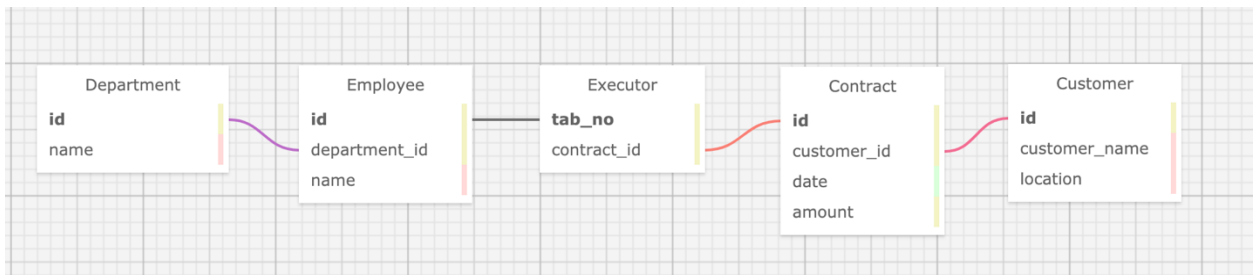 Department
id
name
Employee
id
department_id
name
Executor
tab_no
contract_id
Contract
id
customer_id
date
amount
Customer
id
customer_name
location